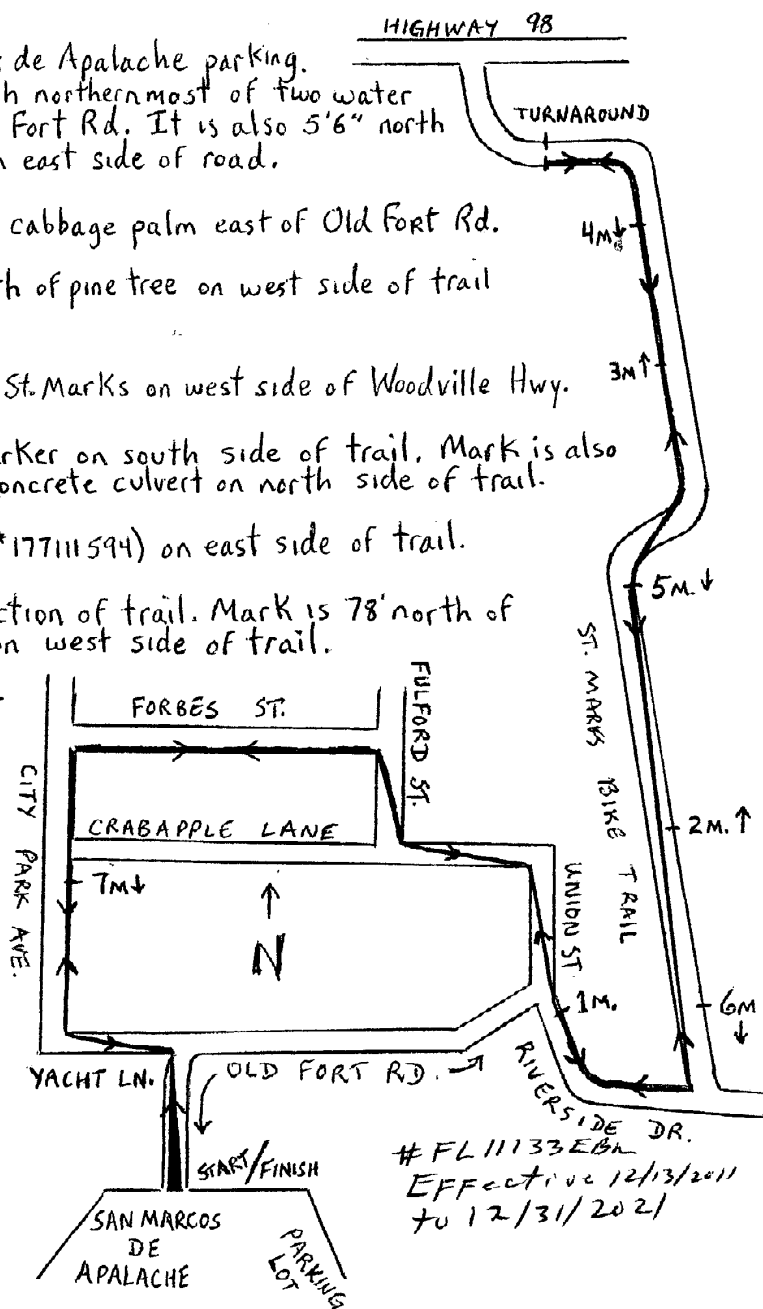 HIGHWAY 98
de Apalache parking.
h northernmost of two water
Fort Rd. It is also 5'6" north
east side of road.
TURNAROUND
cabbage palm east of Old Fort Rd.
4M↓
th of pine tree on west side of trail
3M↑
St. Marks on west side of Woodville Hwy.
rker on south side of trail. Mark is also
oncrete culvert on north side of trail.
177111594) on east side of trail.
5M.↓
ction of trail. Mark is 78' north of
on west side of trail.
ST. MARKS BIKE TRAIL
FORBES ST.
FULFORD ST.
CITY PARK AVE.
CRABAPPLE LANE
2M.↑
7M↓
↑
N
UNION ST
1M.
6M
↓
YACHT LN.
OLD FORT RD.
RIVERSIDE DR.
START/FINISH
# FL11133EBM
Effective 12/13/2011
to 12/31/2021
SAN MARCOS
DE
APALACHE
PARKING
LOT